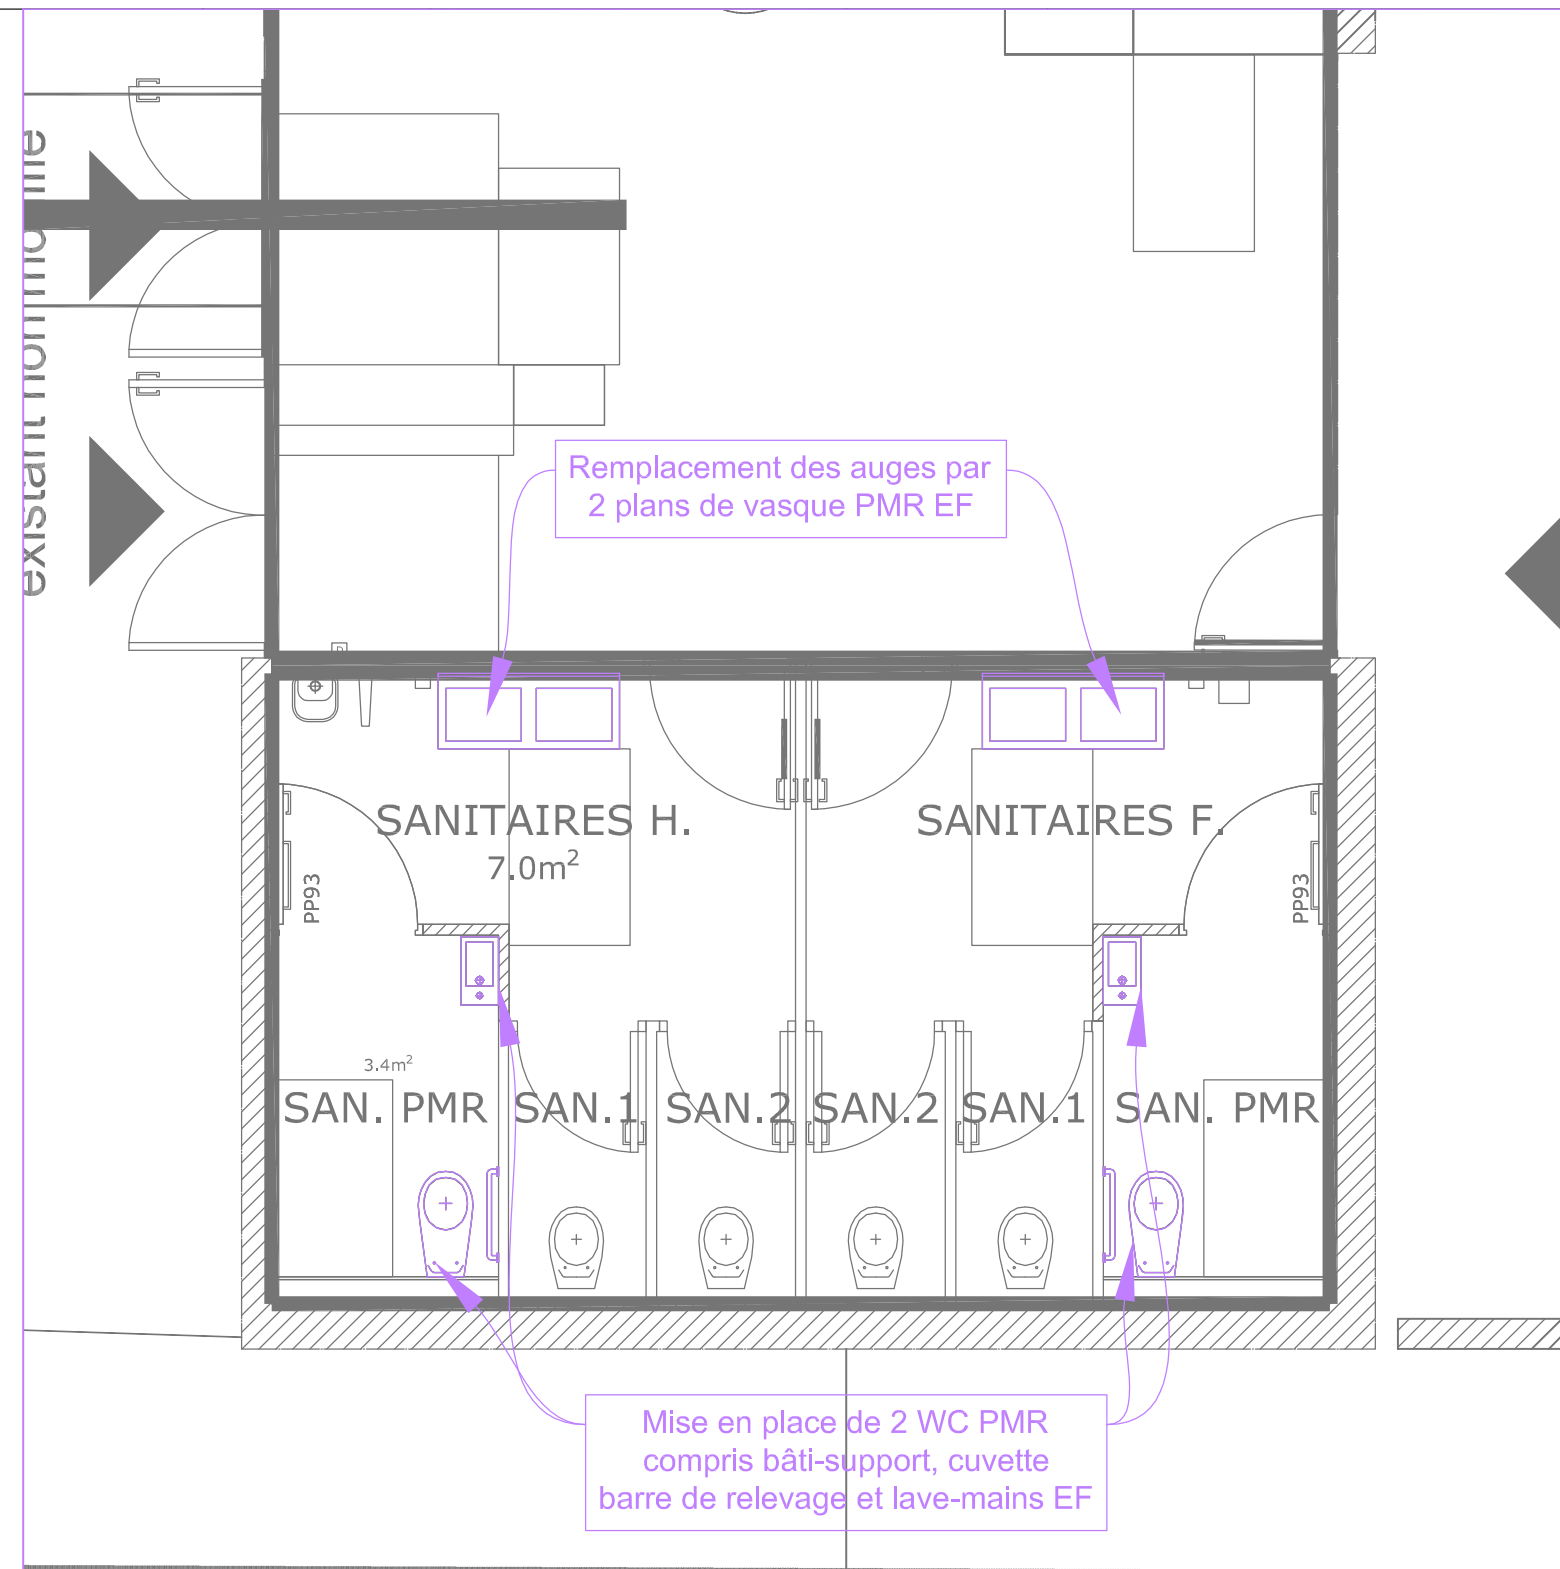 existant non modifié
Remplacement des auges par
2 plans de vasque PMR EF
SANITAIRES H.
7.0m²
SANITAIRES F.
PP93
PP93
3.4m²
SAN. PMR
SAN.1
SAN.2
SAN.2
SAN.1
SAN. PMR
Mise en place de 2 WC PMR
compris bâti-support, cuvette
barre de relevage et lave-mains EF